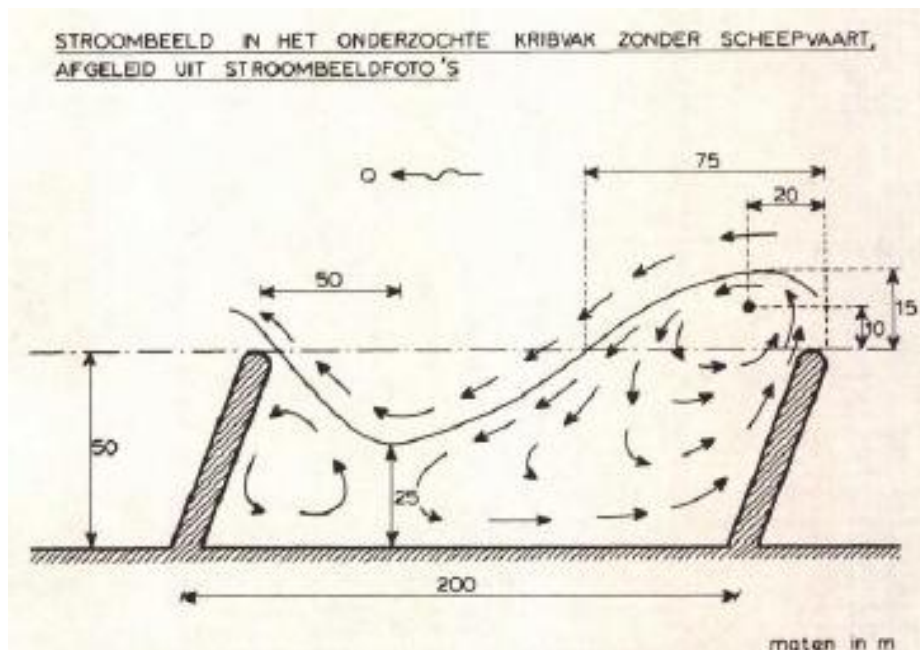 STROOMBEELD IN HET ONDERZOCHTE KRIBVAK ZONDER SCHEEPVAART,
AFGELEID UIT STROOMBEELDFOTO'S
75
Q
20
50
15
10
50
25
200
maten in m